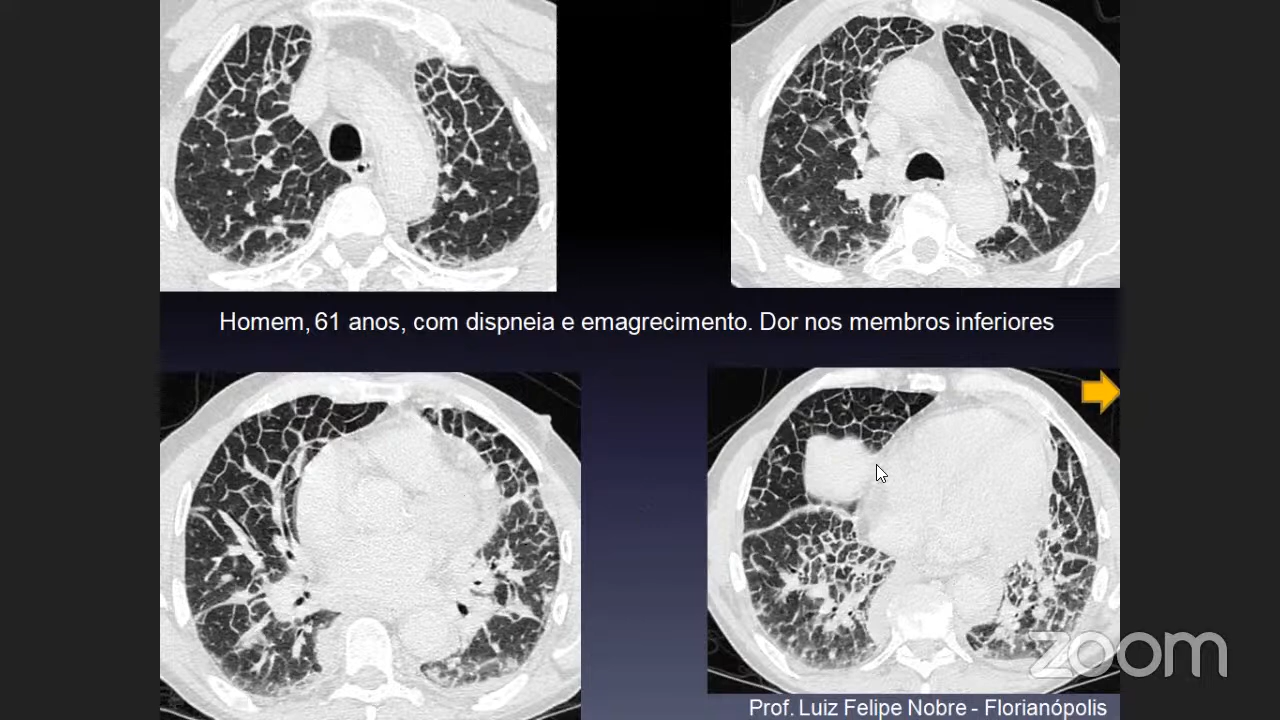 Homem, 61 anos, com dispneia e emagrecimento. Dor nos membros inferiores
zoom
Prof. Luiz Felipe Nobre - Florianópolis